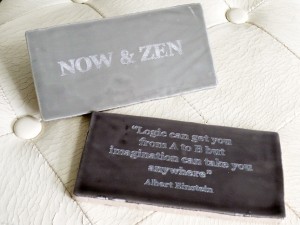 NOW & ZEN
"Logic can get you
from A to B but
imagination can take you
anywhere"
Albert Einstein